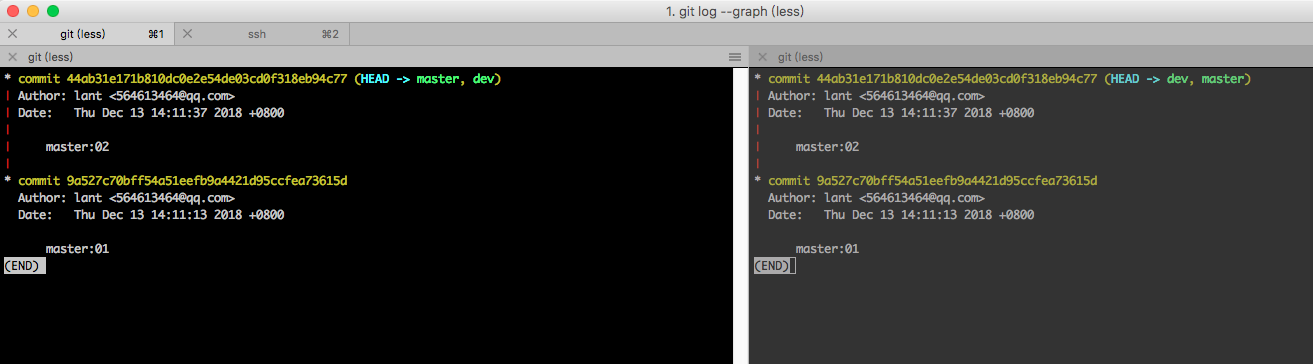 1. git log --graph (less)
git (less) ⌘1 ssh ⌘2
git (less)
* commit 44ab31e171b810dc0e2e54de03cd0f318eb94c77 (HEAD -> master, dev)
| Author: lant <564613464@qq.com>
| Date:   Thu Dec 13 14:11:37 2018 +0800
|
|     master:02
|
* commit 9a527c70bff54a51eefb9a4421d95ccfea73615d
  Author: lant <564613464@qq.com>
  Date:   Thu Dec 13 14:11:13 2018 +0800
      master:01
(END)
git (less)
* commit 44ab31e171b810dc0e2e54de03cd0f318eb94c77 (HEAD -> dev, master)
| Author: lant <564613464@qq.com>
| Date:   Thu Dec 13 14:11:37 2018 +0800
|
|     master:02
|
* commit 9a527c70bff54a51eefb9a4421d95ccfea73615d
  Author: lant <564613464@qq.com>
  Date:   Thu Dec 13 14:11:13 2018 +0800
      master:01
(END)